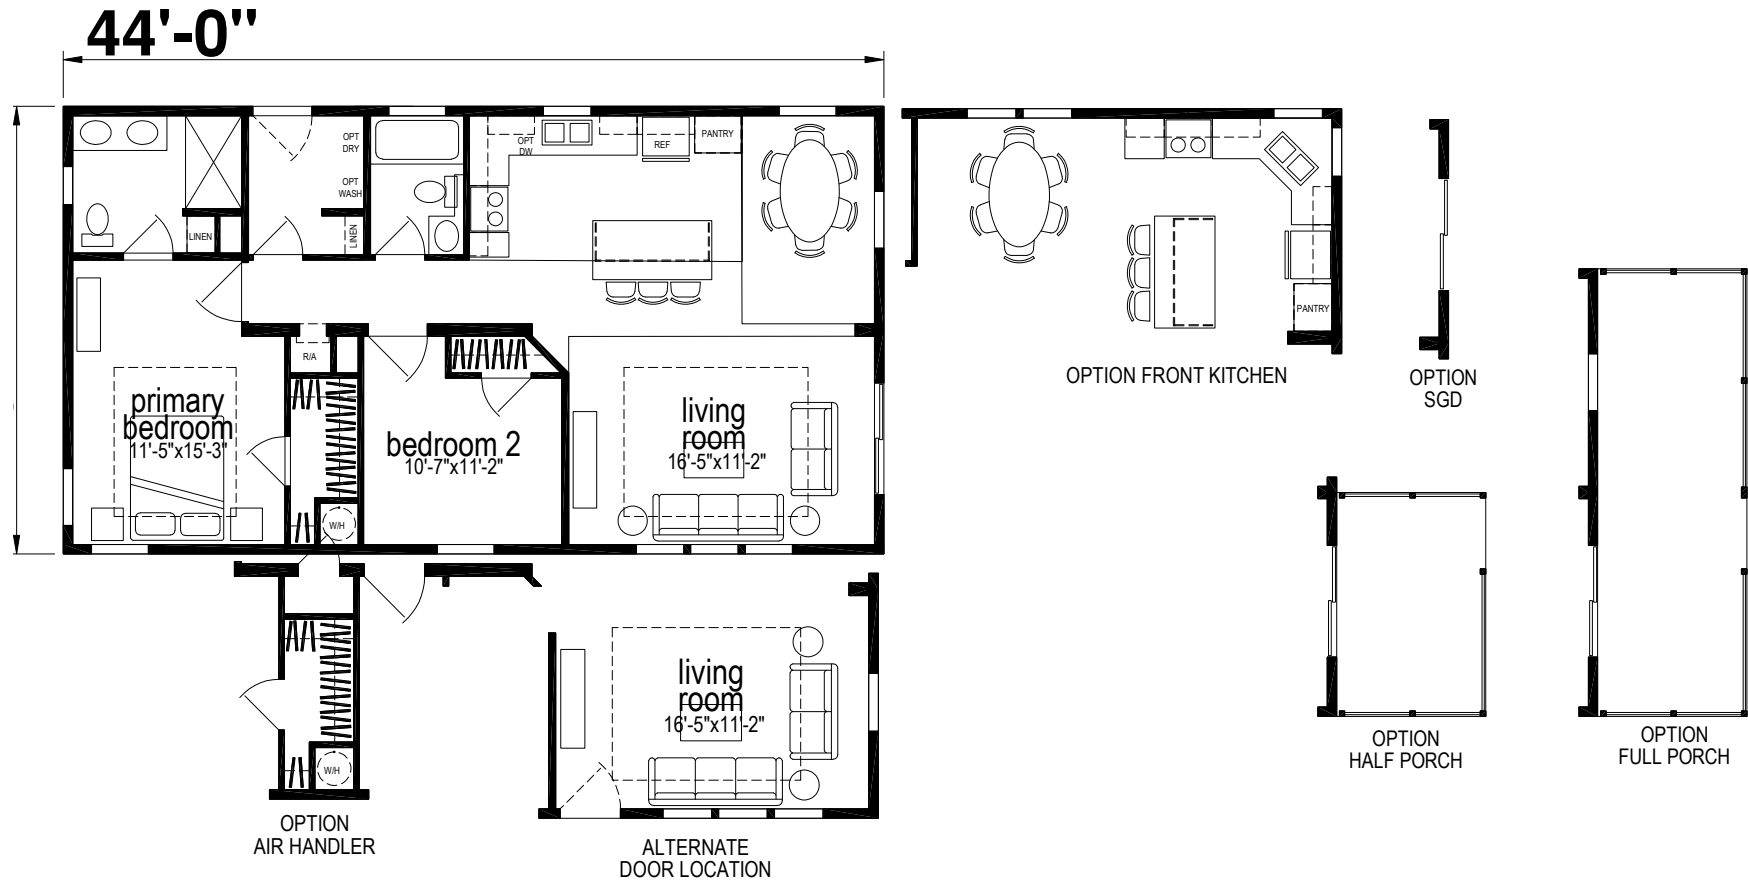 44'-0"
OPT
DRY
OPT
WASH
LINEN
LINEN
OPT
DW
REF
PANTRY
R/A
primary
bedroom
11'-5"x15'-3"
bedroom 2
10'-7"x11'-2"
living
room
16'-5"x11'-2"
W/H
PANTRY
OPTION FRONT KITCHEN
OPTION
SGD
W/H
OPTION
AIR HANDLER
living
room
16'-5"x11'-2"
ALTERNATE
DOOR LOCATION
OPTION
HALF PORCH
OPTION
FULL PORCH